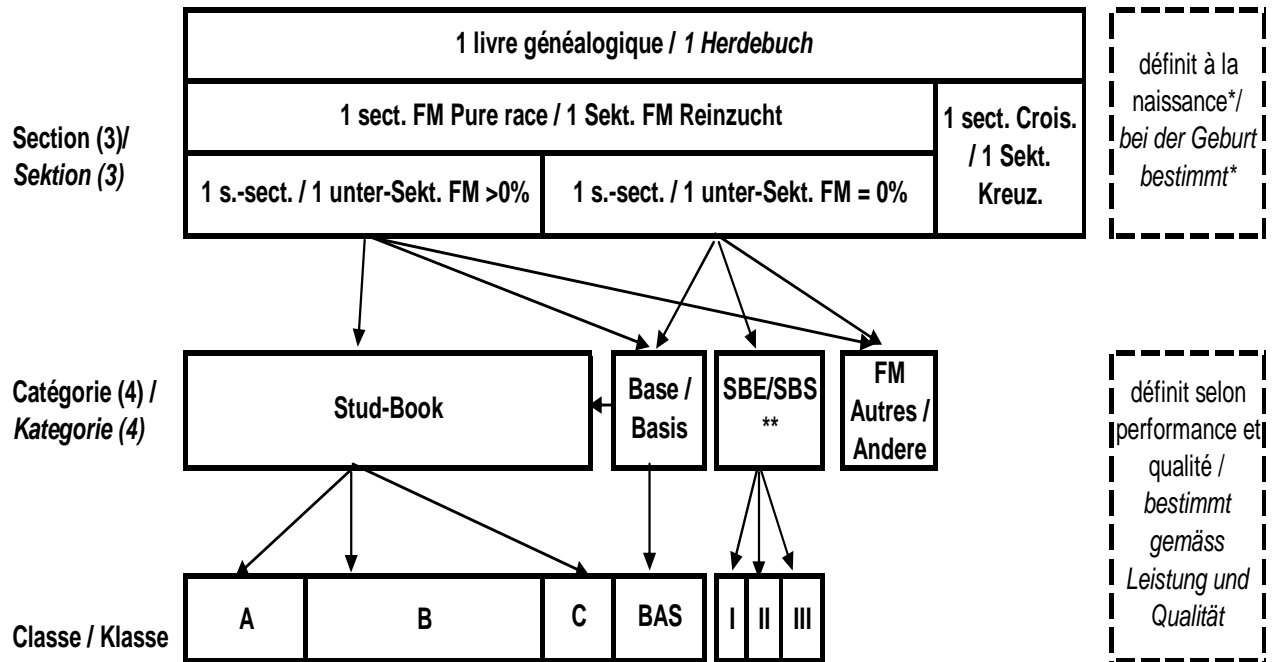 1 livre généalogique / 1 Herdebuch
définit à la
naissance*/
bei der Geburt
bestimmt*
Section (3)/
Sektion (3)
1 sect. FM Pure race / 1 Sekt. FM Reinzucht
1 sect. Crois.
/ 1 Sekt.
Kreuz.
1 s.-sect. / 1 unter-Sekt. FM >0%
1 s.-sect. / 1 unter-Sekt. FM = 0%
Catégorie (4) /
Kategorie (4)
Stud-Book
Base /
Basis
SBE/SBS
**
FM
Autres /
Andere
définit selon
performance et
qualité /
bestimmt
gemäss
Leistung und
Qualität
Classe / Klasse
A
B
C
BAS
I
II
III